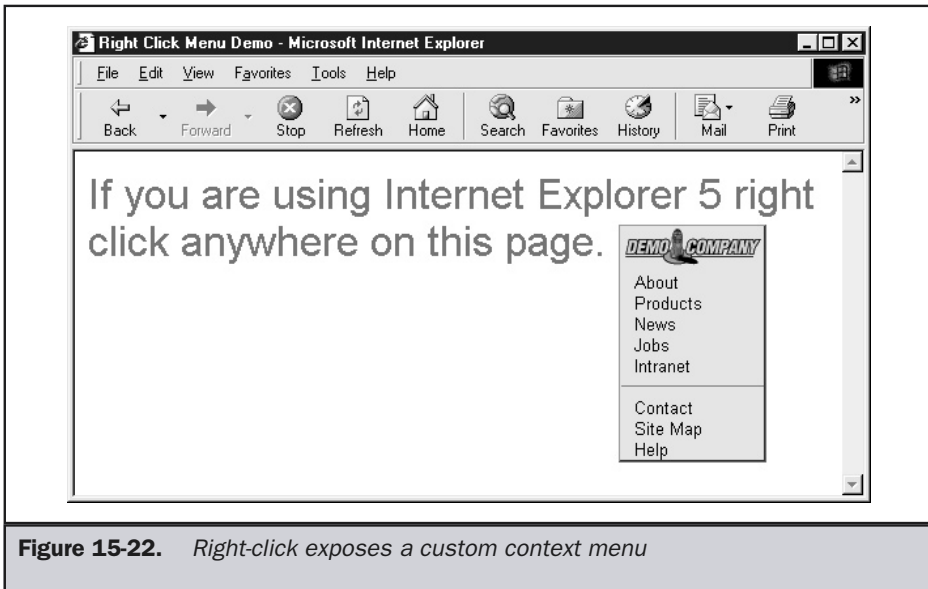 Right Click Menu Demo - Microsoft Internet Explorer
File Edit View Favorites Tools Help
Back Forward Stop Refresh Home Search Favorites History Mail Print »
If you are using Internet Explorer 5 right
click anywhere on this page.
DEMO COMPANY
About
Products
News
Jobs
Intranet
Contact
Site Map
Help
Figure 15-22. Right-click exposes a custom context menu